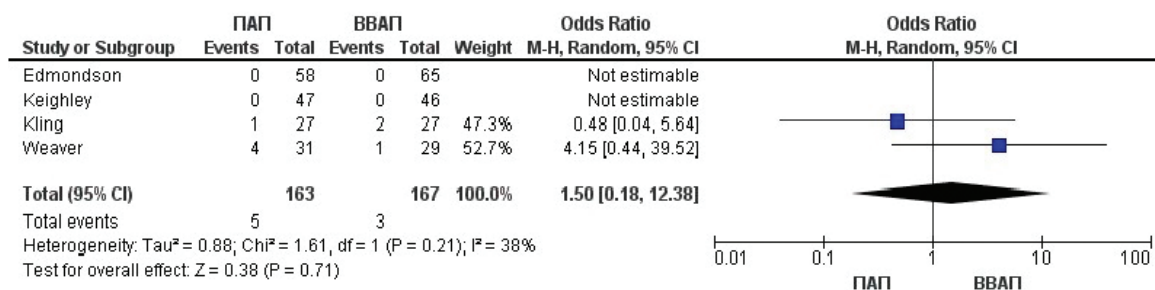 ПАП ВВАП Odds Ratio Odds Ratio
Study or Subgroup Events Total Events Total Weight M-H, Random, 95% CI M-H, Random, 95% CI
Edmondson 0 58 0 65 Not estimable
Keighley 0 47 0 46 Not estimable
Kling 1 27 2 27 47.3% 0.48 [0.04, 5.64]
Weaver 4 31 1 29 52.7% 4.15 [0.44, 39.52]
Total (95% CI) 163 167 100.0% 1.50 [0.18, 12.38]
Total events 5 3
Heterogeneity: Tau² = 0.88; Chi² = 1.61, df = 1 (P = 0.21); I² = 38%
Test for overall effect: Z = 0.38 (P = 0.71)
0.01 0.1 1 10 100
ПАП ВВАП